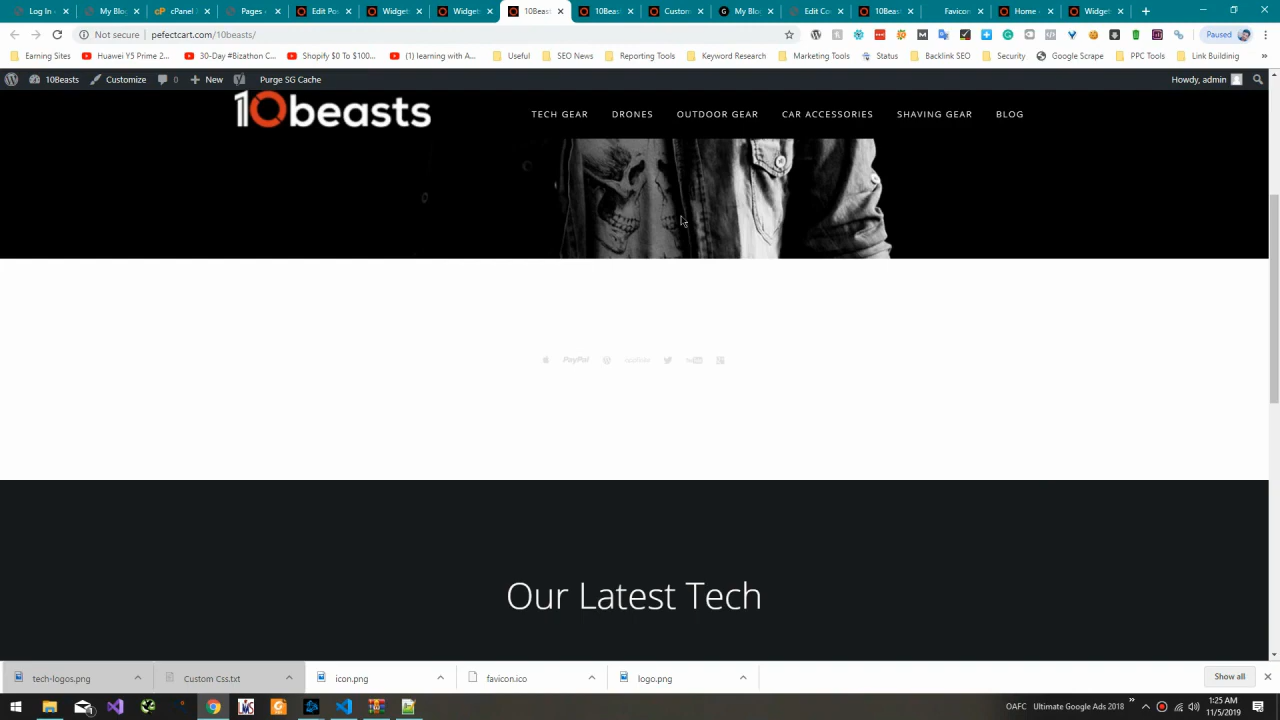 Log In
My Blo
cPanel
Pages
Edit Po
Widget
Widget
10Beas
10Beas
Custom
My Blo
Edit Co
10Beas
Favicon
Home
Widget
Not secure | pefectcart.com/10beasts/
Paused
Earning Sites
Huawei Y5 Prime 2...
30-Day #Bizathon C...
Shopify $0 To $100...
(1) learning with A...
Useful
SEO News
Reporting Tools
Keyword Research
Marketing Tools
Status
Backlink SEO
Security
Google Scrape
PPC Tools
Link Buildinig
10Beasts
Customize
0
New
Purge SG Cache
Howdy, admin
10beasts
TECH GEAR
DRONES
OUTDOOR GEAR
CAR ACCESSORIES
SHAVING GEAR
BLOG
PayPal
Our Latest Tech
tech-logos.png
Custom Css.txt
icon.png
favicon.ico
logo.png
Show all
OAFC
Ultimate Google Ads 2018
1:25 AM
11/5/2019